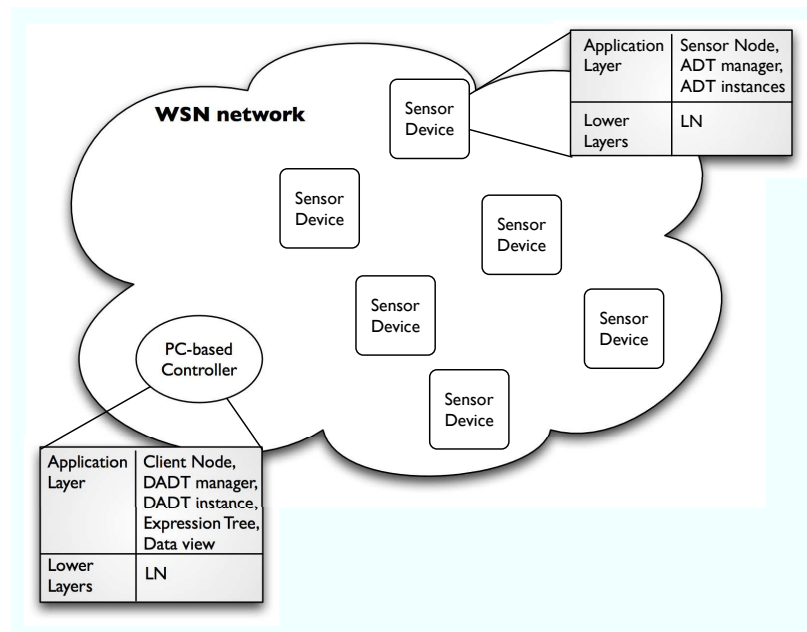 WSN network
Sensor
Device
Application
Layer
Sensor Node,
ADT manager,
ADT instances
Lower
Layers
LN
Sensor
Device
Sensor
Device
Sensor
Device
Sensor
Device
Sensor
Device
PC-based
Controller
Application
Layer
Client Node,
DADT manager,
DADT instance,
Expression Tree,
Data view
Lower
Layers
LN